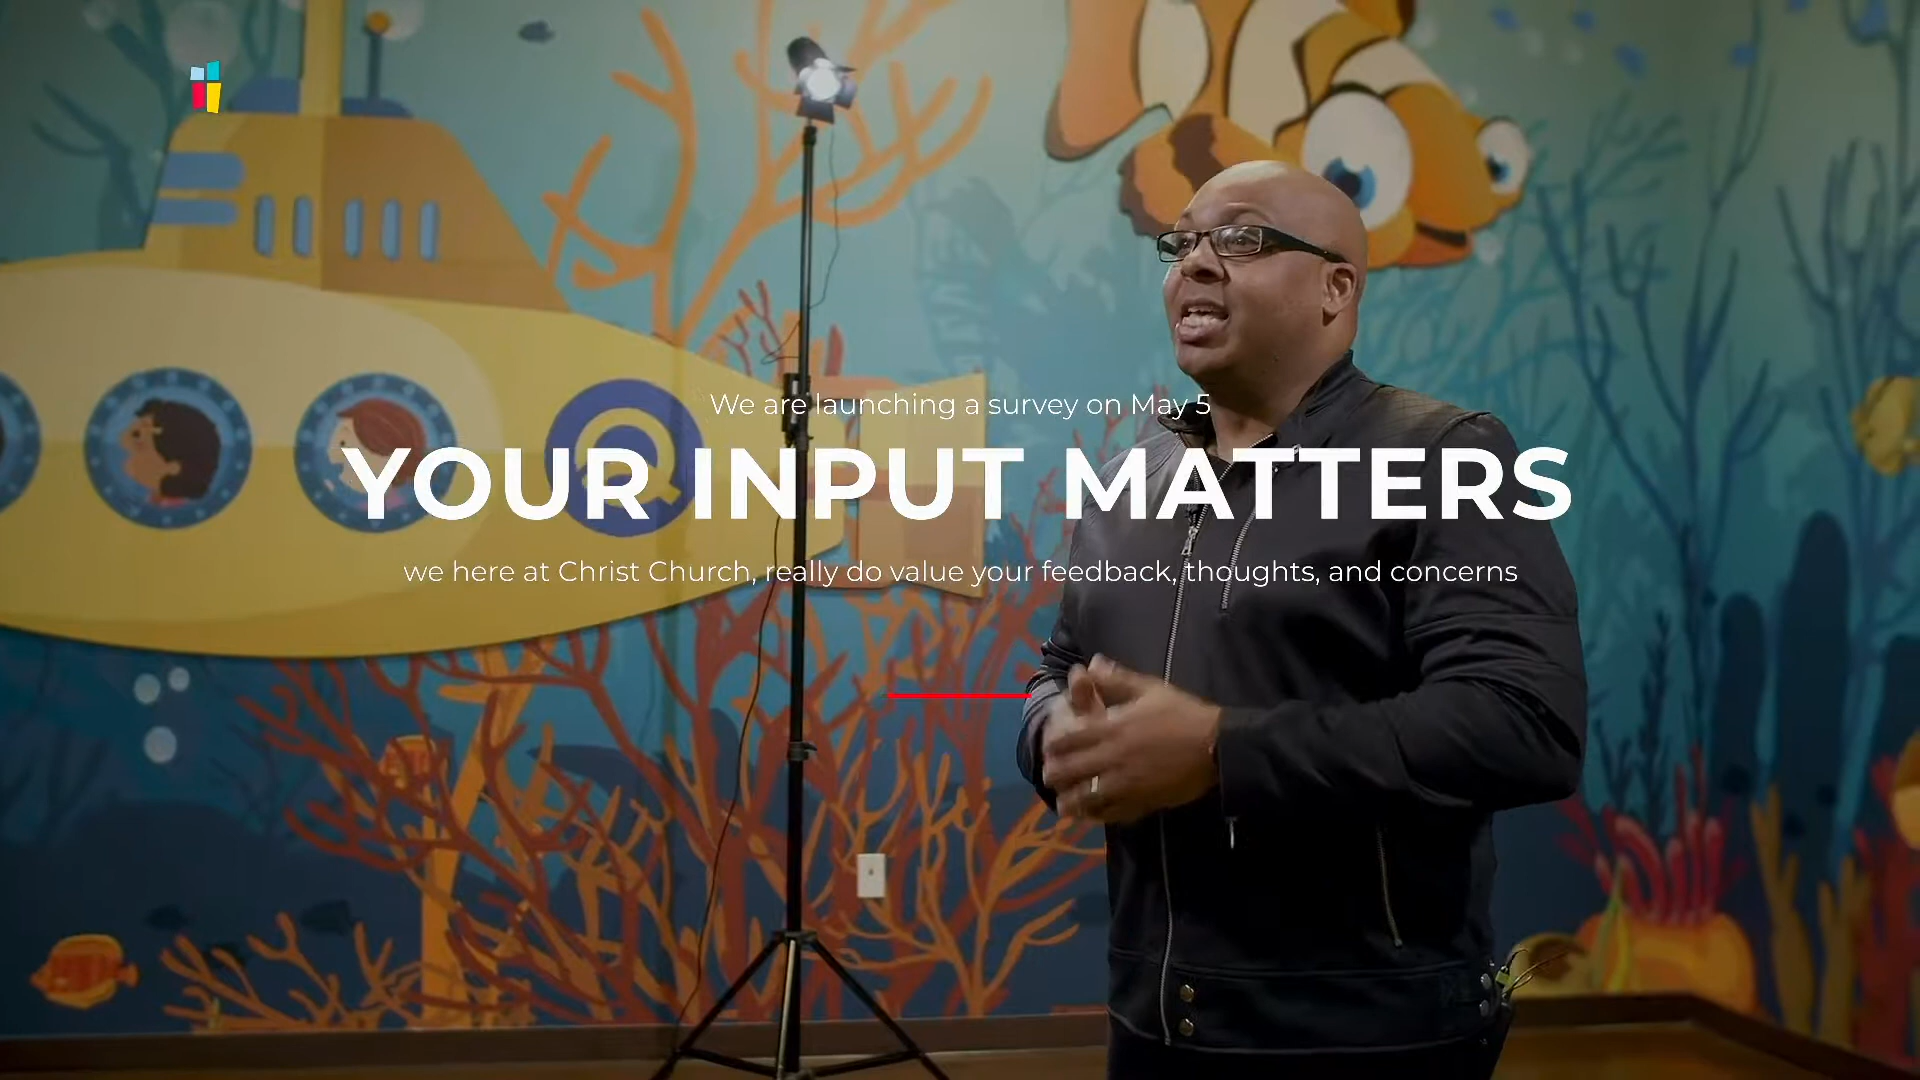 We are launching a survey on May 5
YOUR INPUT MATTERS
we here at Christ Church, really do value your feedback, thoughts, and concerns
Q